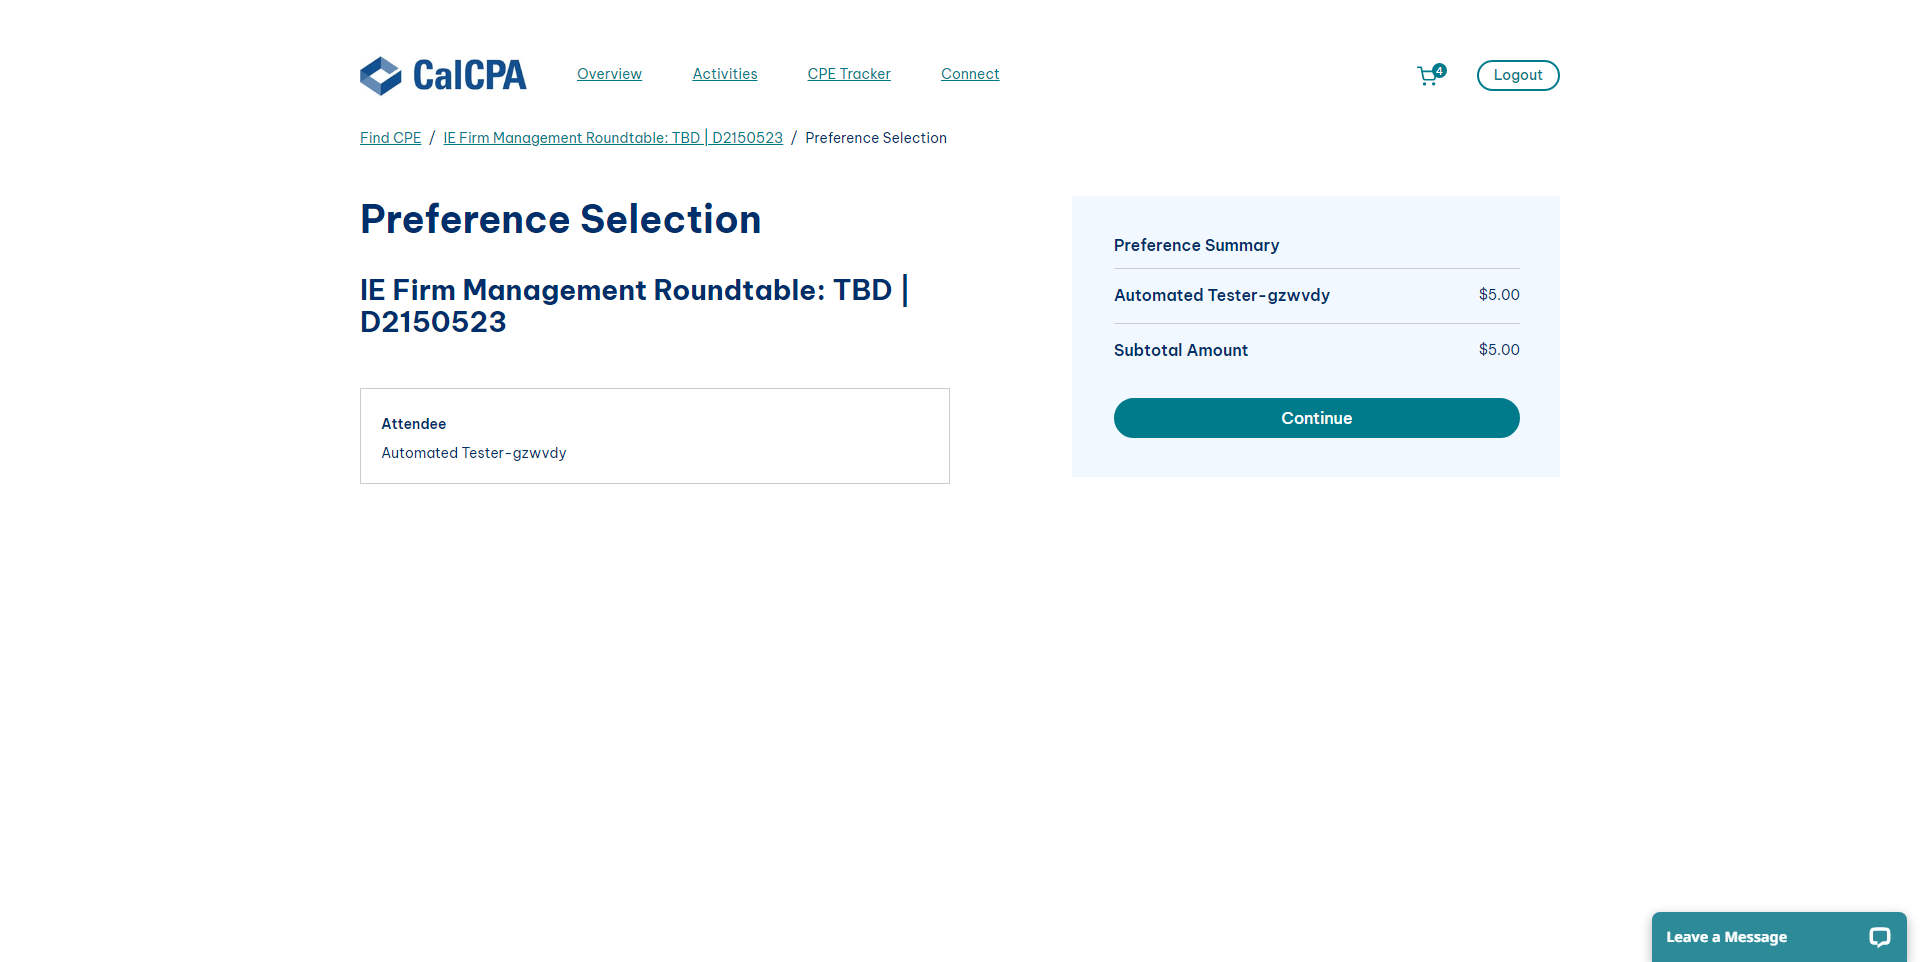 CalCPA
Overview
Activities
CPE Tracker
Connect
4
Logout
Find CPE / IE Firm Management Roundtable: TBD | D2150523 / Preference Selection
Preference Selection
IE Firm Management Roundtable: TBD |
D2150523
Attendee
Automated Tester-gzwvdy
Preference Summary
Automated Tester-gzwvdy $5.00
Subtotal Amount $5.00
Continue
Leave a Message